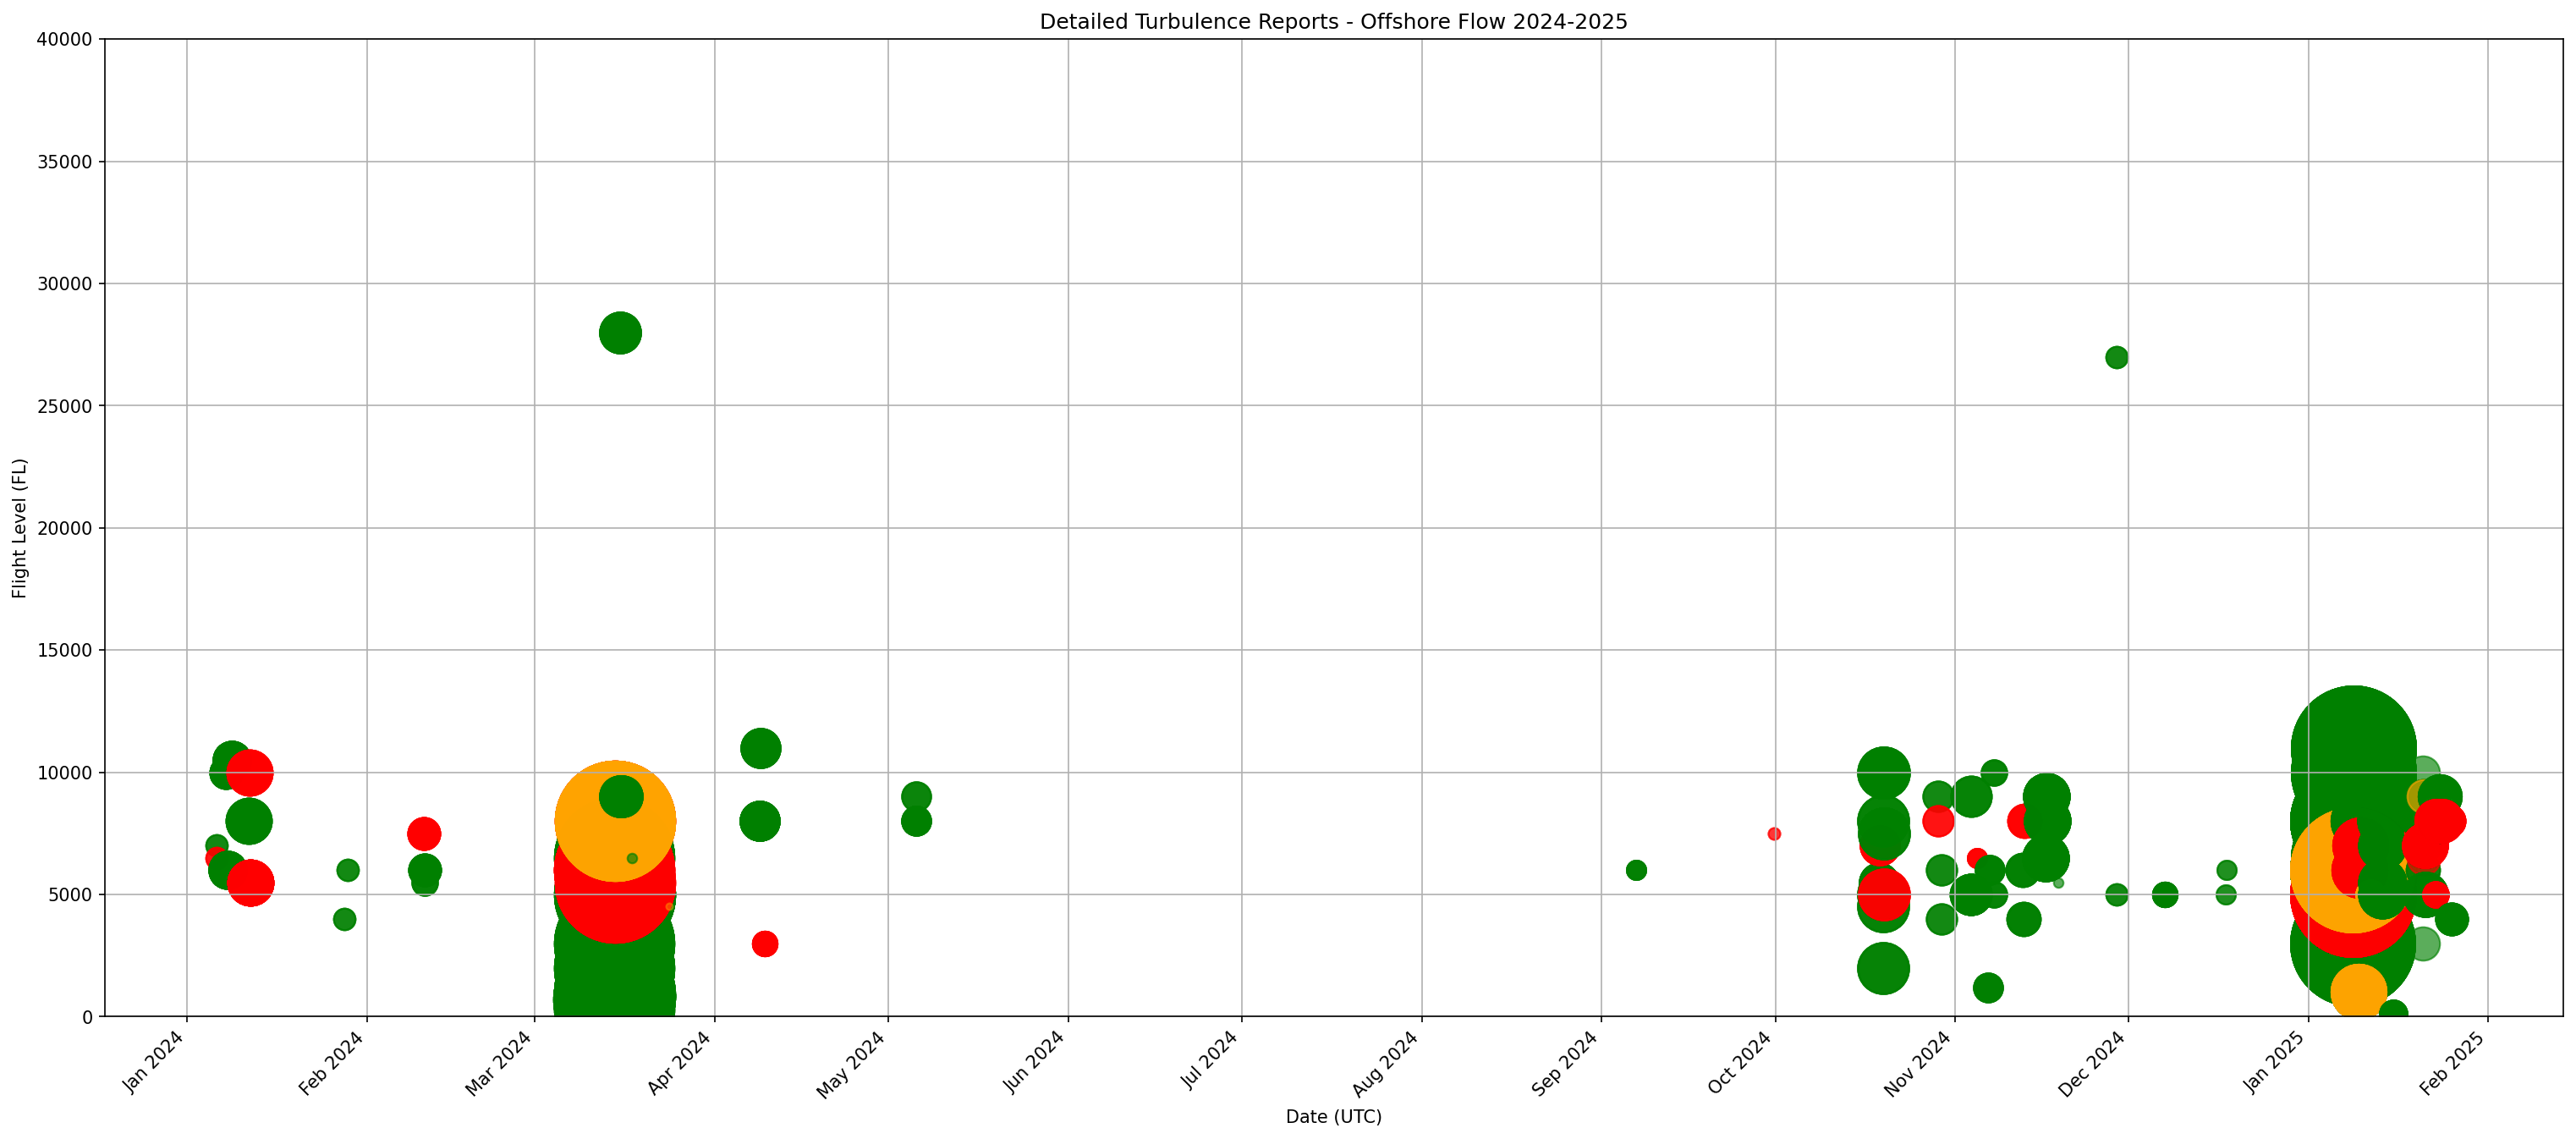 Detailed Turbulence Reports - Offshore Flow 2024-2025
40000
35000
30000
25000
20000
15000
10000
5000
0
Flight Level (FL)
Jan 2024
Feb 2024
Mar 2024
Apr 2024
May 2024
Jun 2024
Jul 2024
Aug 2024
Sep 2024
Oct 2024
Nov 2024
Dec 2024
Jan 2025
Feb 2025
Date (UTC)